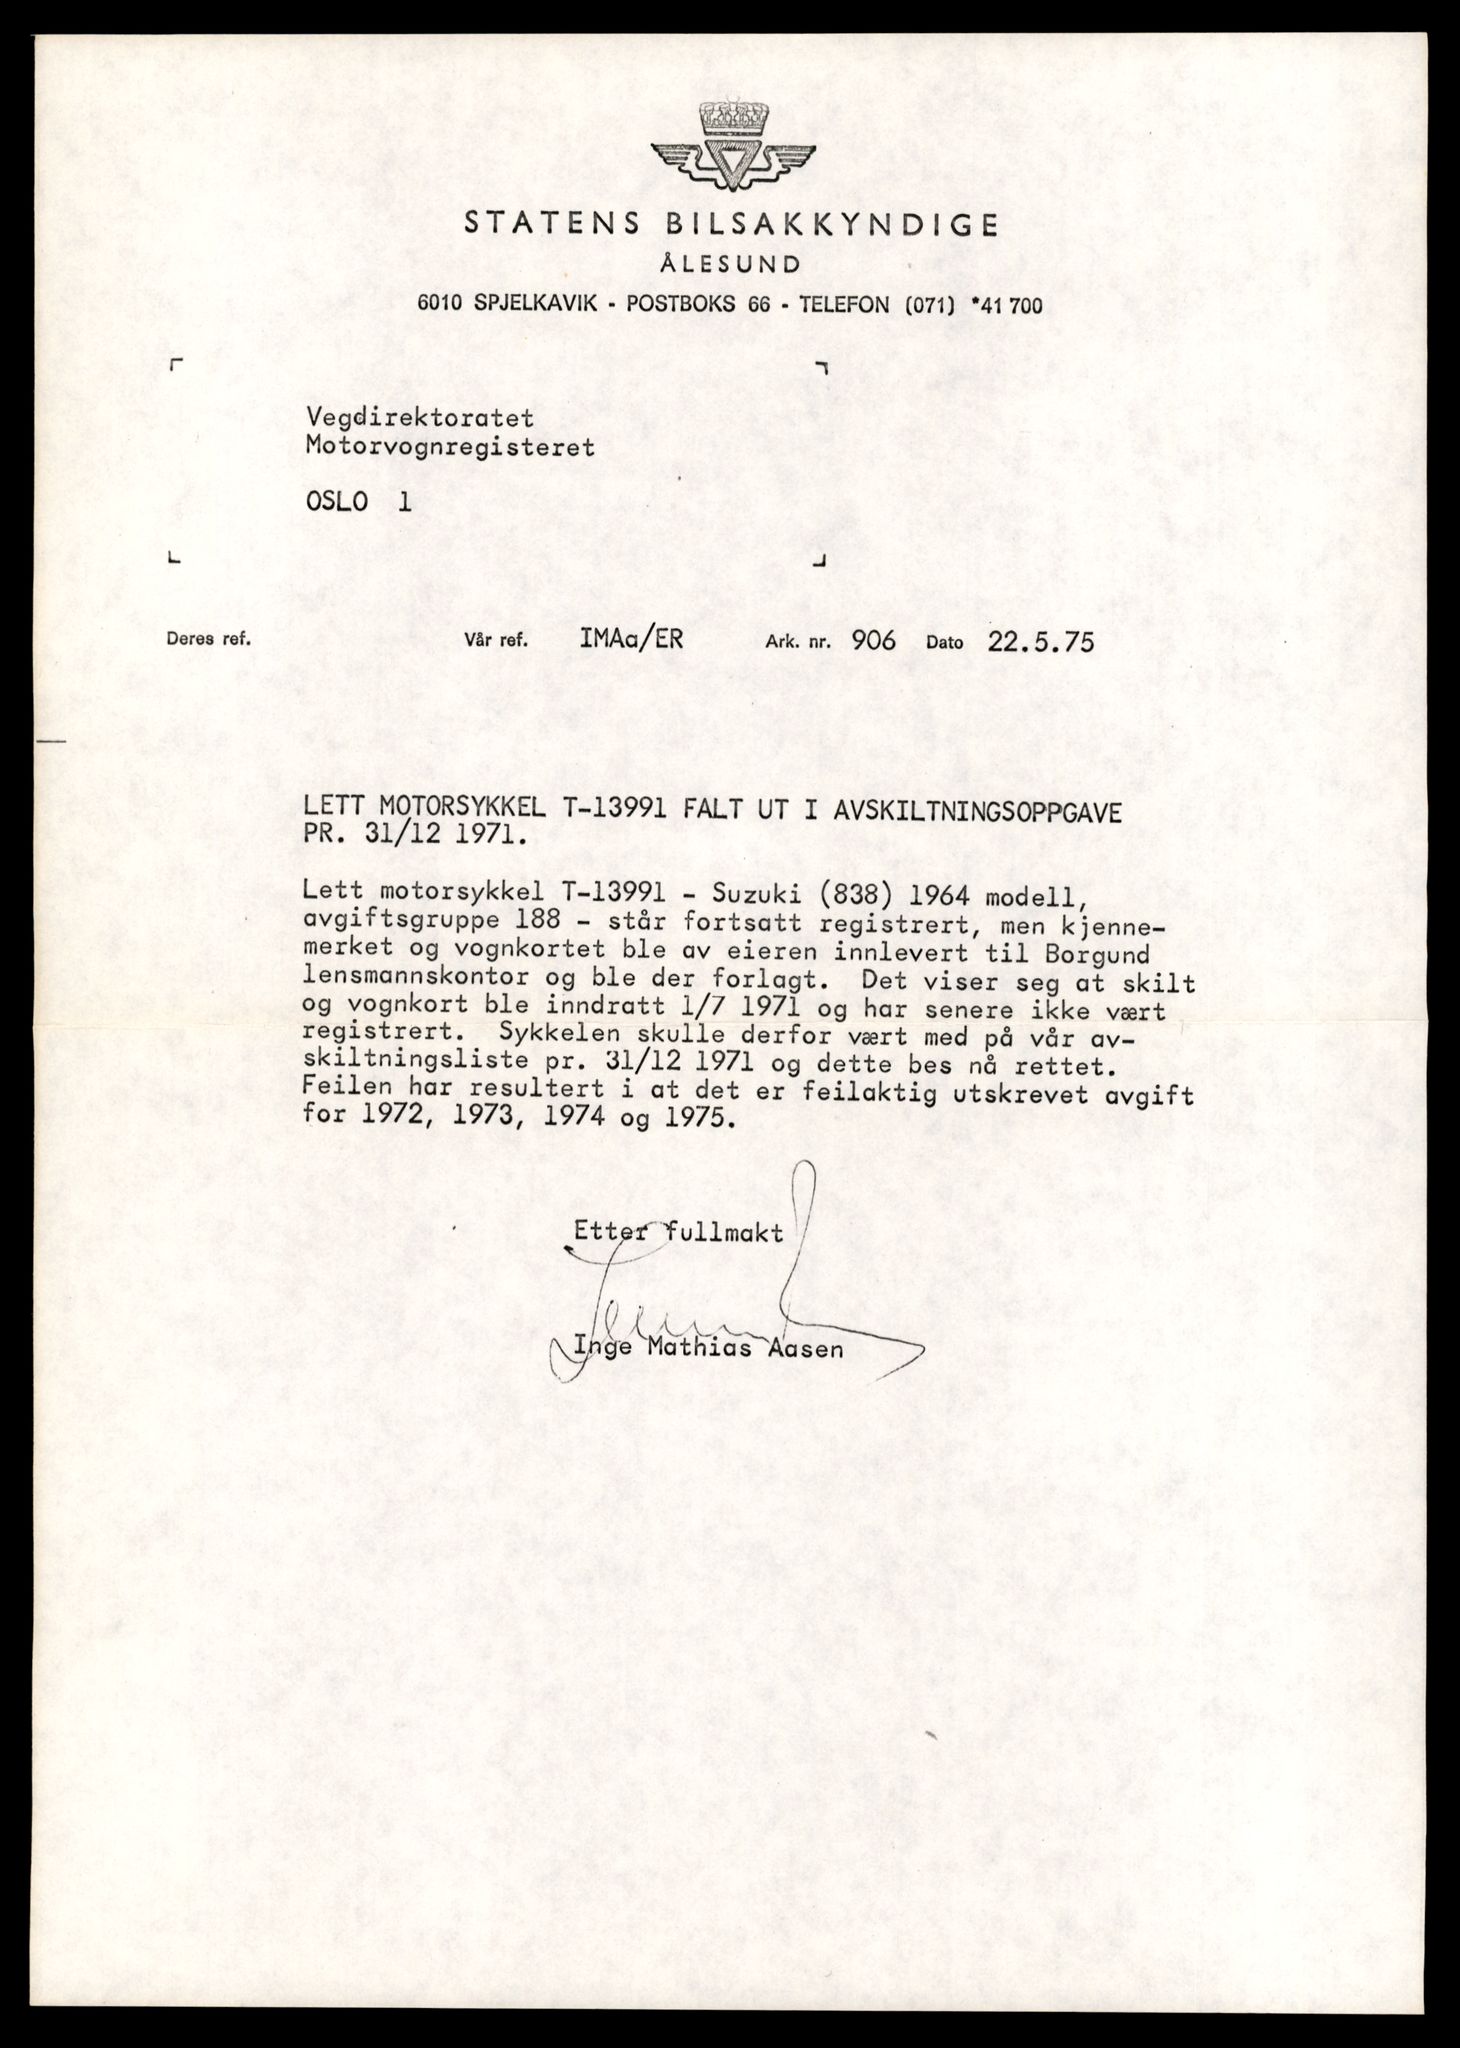 STATENS BILSAKKYNDIGE
ÅLESUND
6010 SPJELKAVIK - POSTBOKS 66 - TELEFON (071) *41 700
Vegdirektoratet
Motorvognregisteret
OSLO 1
Deres ref. Vår ref. IMAa/ER Ark. nr. 906 Dato 22.5.75
LETT MOTORSYKKEL T-13991 FALT UT I AVSKILTNINGSOPPGAVE
PR. 31/12 1971.
Lett motorsykkel T-13991 - Suzuki (838) 1964 modell,
avgiftsgruppe 188 - står fortsatt registrert, men kjenne-
merket og vognkortet ble av eieren innlevert til Borgund
lensmannskontor og ble der forlagt. Det viser seg at skilt
og vognkort ble inndratt 1/7 1971 og har senere ikke vært
registrert. Sykkelen skulle derfor vært med på vår av-
skiltningsliste pr. 31/12 1971 og dette bes nå rettet.
Feilen har resultert i at det er feilaktig utskrevet avgift
for 1972, 1973, 1974 og 1975.
Etter fullmakt
Inge Mathias Aasen